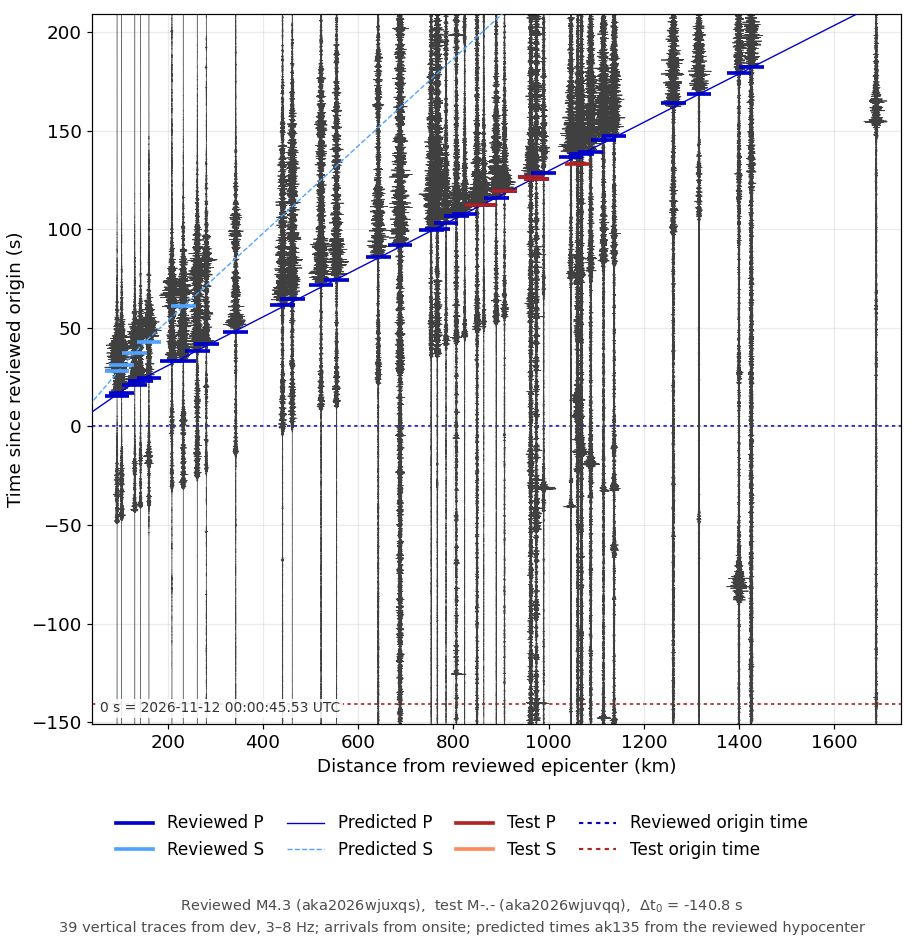 200
150
100
50
0
−50
−100
−150
Time since reviewed origin (s)
0 s = 2026-11-12 00:00:45.53 UTC
200 400 600 800 1000 1200 1400 1600
Distance from reviewed epicenter (km)
Reviewed P Predicted P Test P Reviewed origin time
Reviewed S Predicted S Test S Test origin time
Reviewed M4.3 (aka2026wjuxqs), test M-.- (aka2026wjuvqq), Δt₀ = -140.8 s
39 vertical traces from dev, 3–8 Hz; arrivals from onsite; predicted times ak135 from the reviewed hypocenter